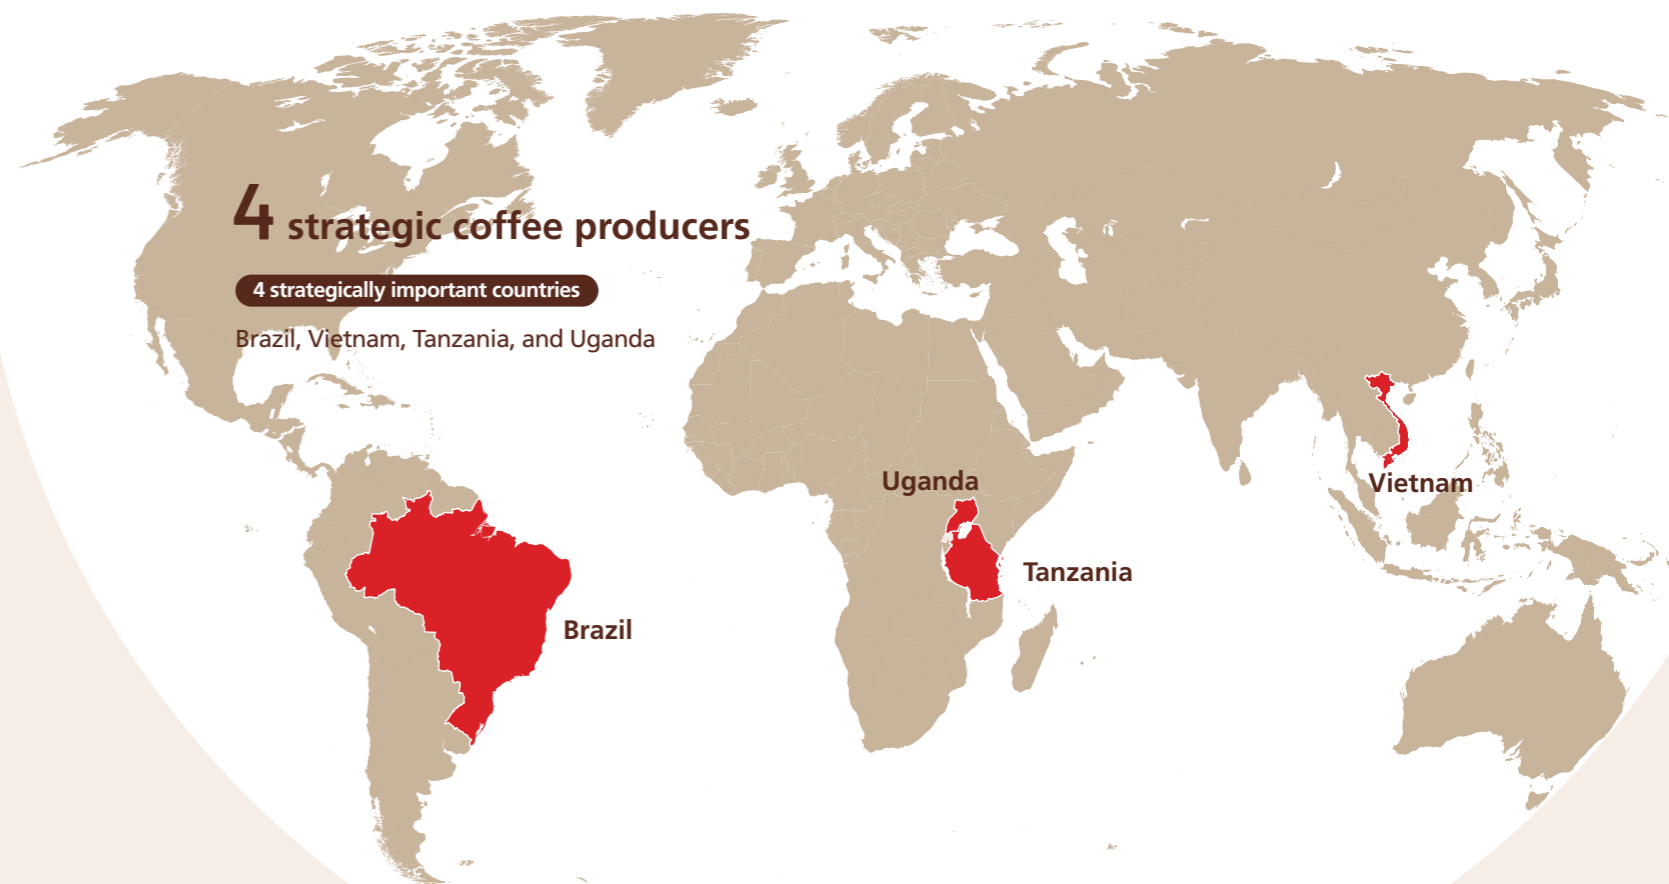 4 strategic coffee producers
4 strategically important countries
Brazil, Vietnam, Tanzania, and Uganda
Uganda
Vietnam
Tanzania
Brazil